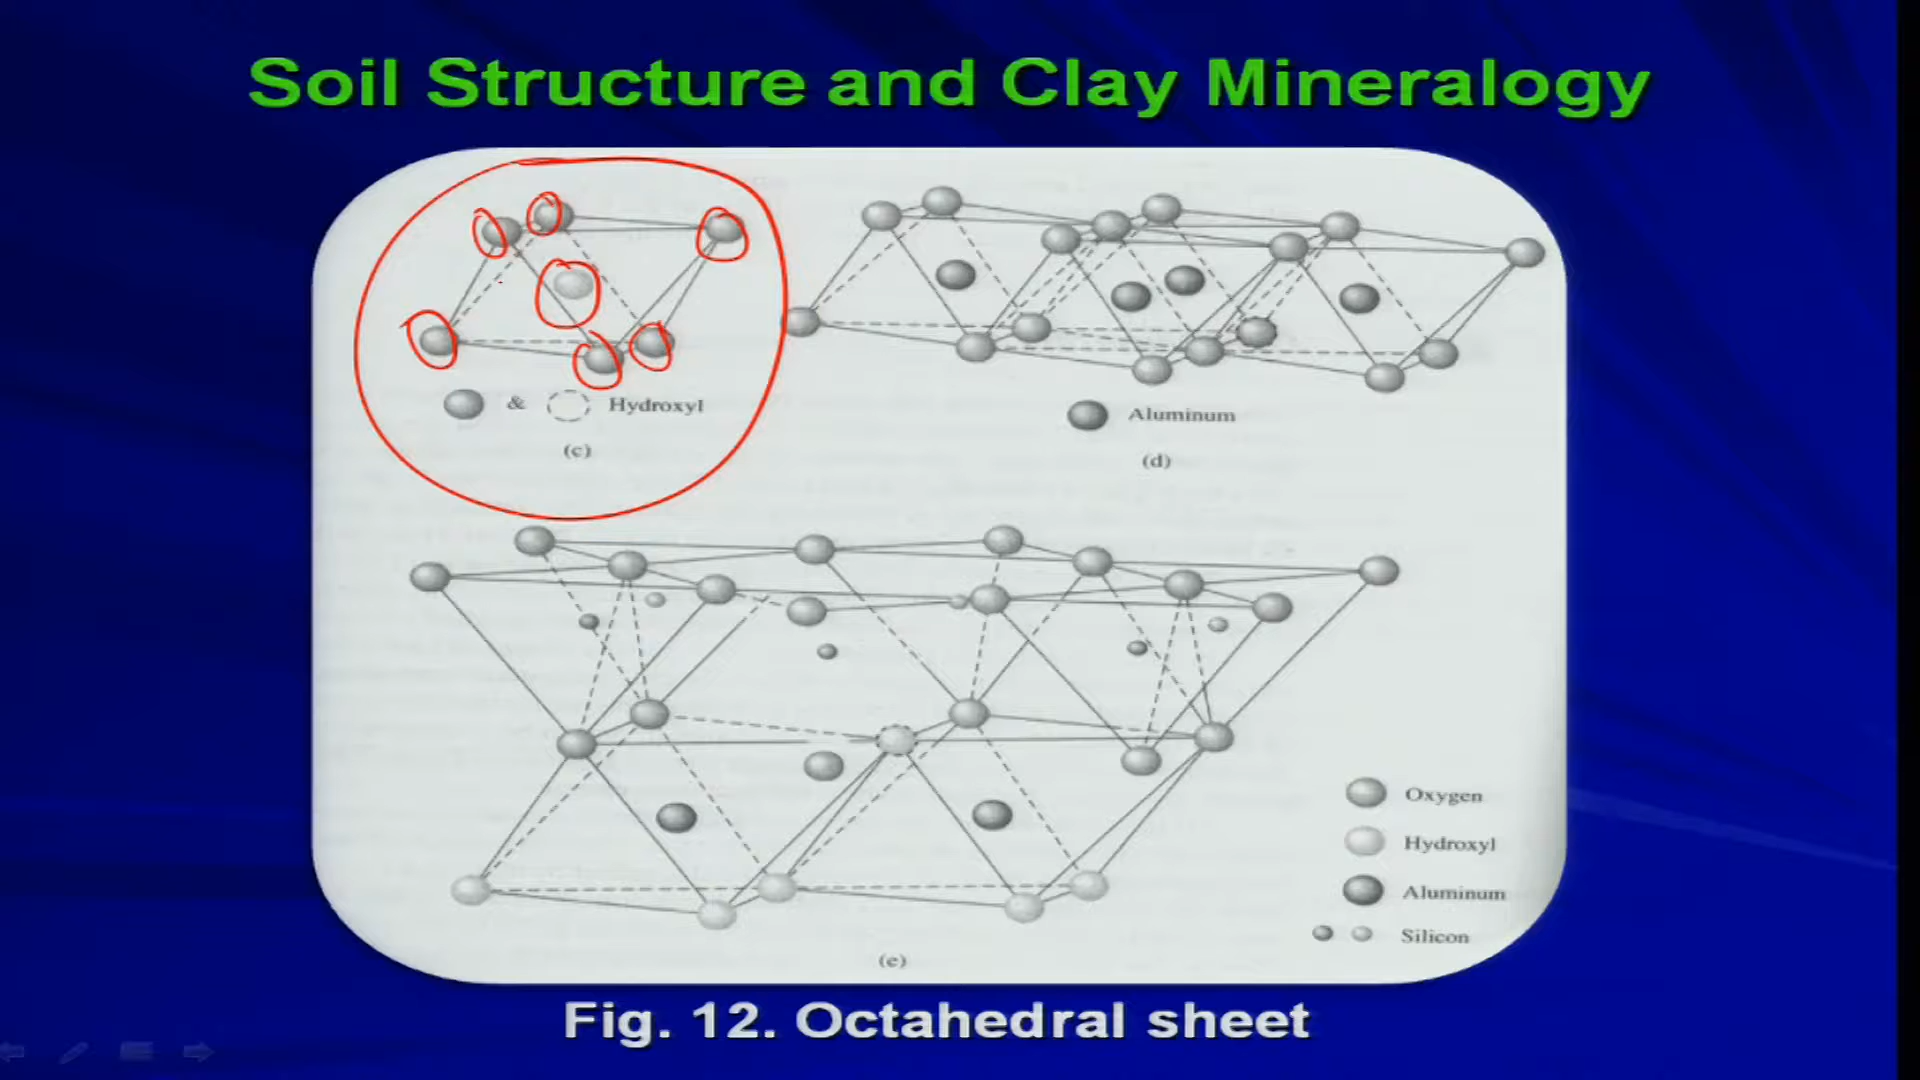 Soil Structure and Clay Mineralogy
& Hydroxyl
(c)
Aluminum
(d)
Oxygen
Hydroxyl
Aluminum
Silicon
(e)
Fig. 12. Octahedral sheet